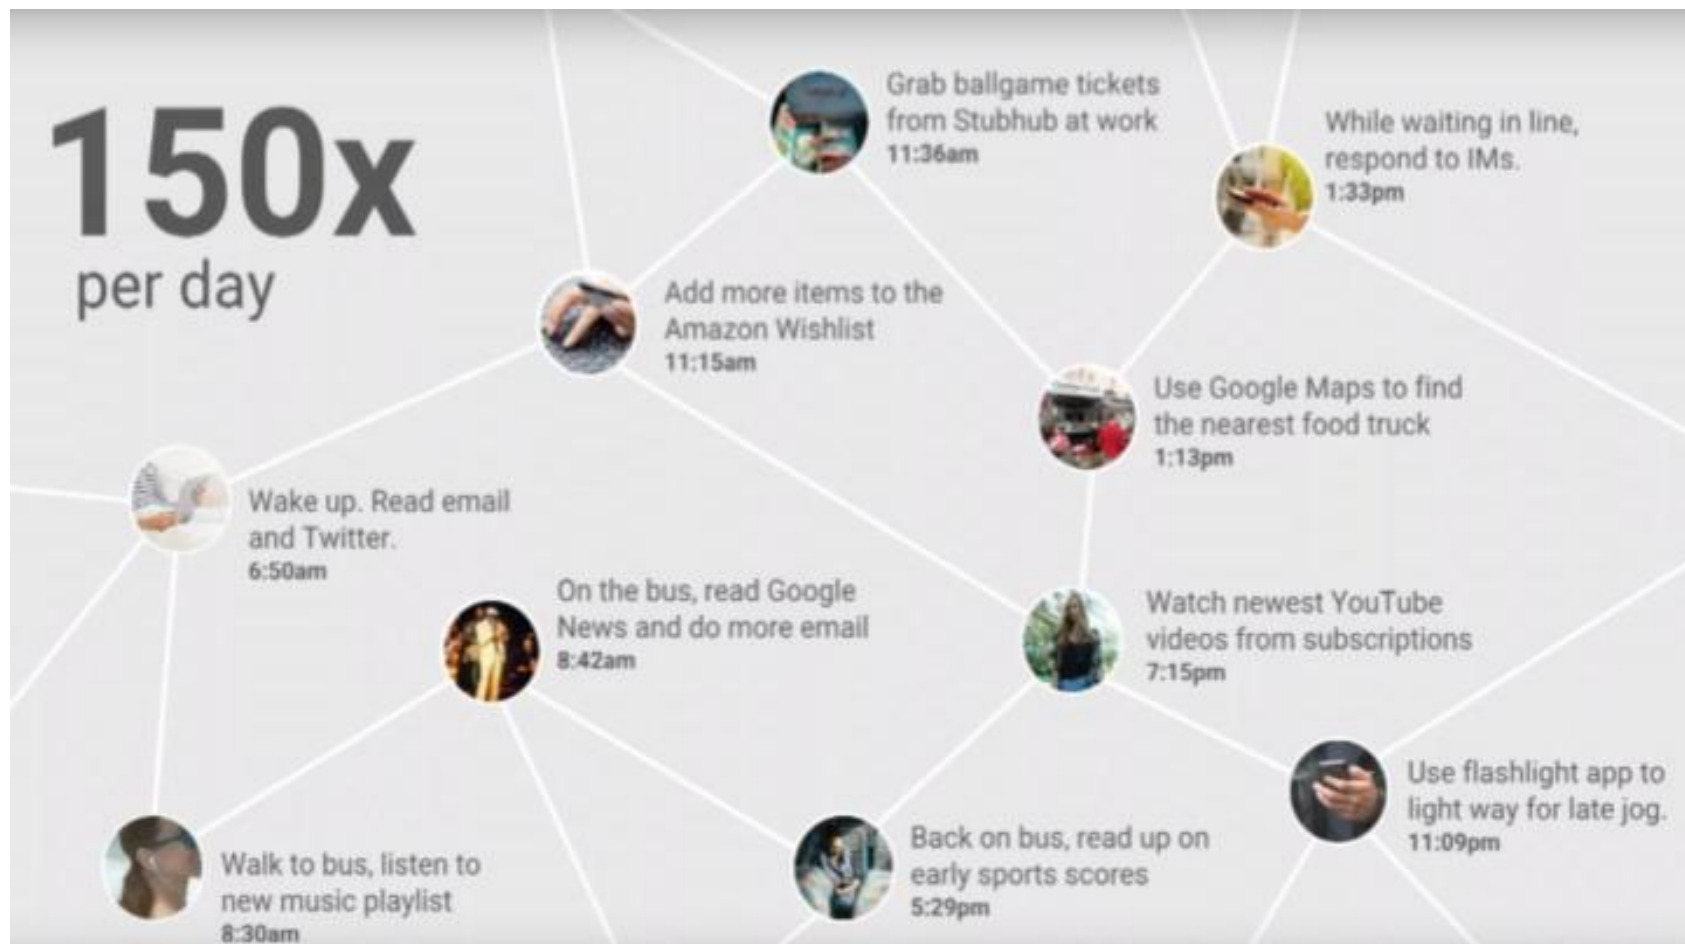 150x
per day
Grab ballgame tickets
from Stubhub at work
11:36am
While waiting in line,
respond to IMs.
1:33pm
Add more items to the
Amazon Wishlist
11:15am
Use Google Maps to find
the nearest food truck
1:13pm
Wake up. Read email
and Twitter.
6:50am
On the bus, read Google
News and do more email
8:42am
Watch newest YouTube
videos from subscriptions
7:15pm
Use flashlight app to
light way for late jog.
11:09pm
Back on bus, read up on
early sports scores
5:29pm
Walk to bus, listen to
new music playlist
8:30am